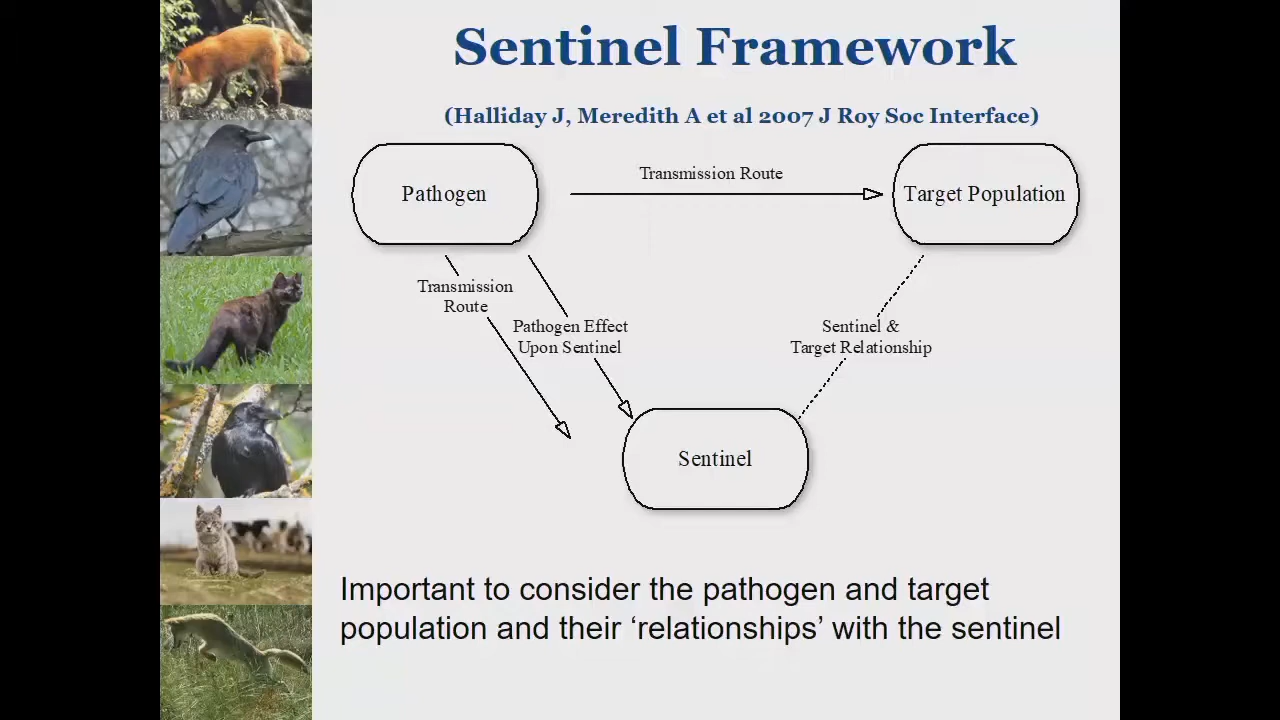 Sentinel Framework
(Halliday J, Meredith A et al 2007 J Roy Soc Interface)
Pathogen
Transmission Route
Target Population
Transmission
Route
Pathogen Effect
Upon Sentinel
Sentinel &
Target Relationship
Sentinel
Important to consider the pathogen and target
population and their ‘relationships’ with the sentinel